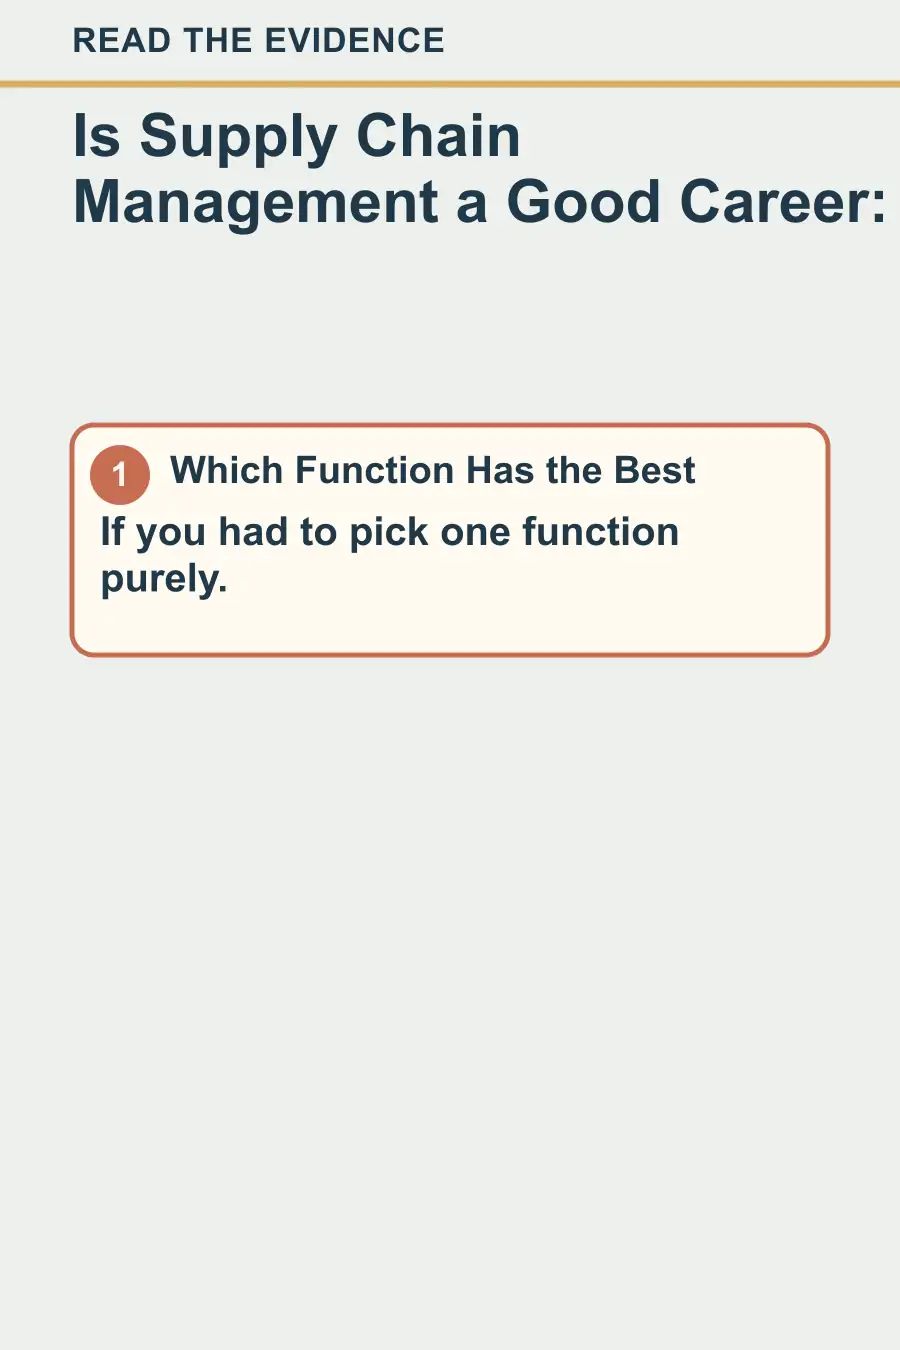 READ THE EVIDENCE
Is Supply Chain
Management a Good Career:
1 Which Function Has the Best
If you had to pick one function
purely.